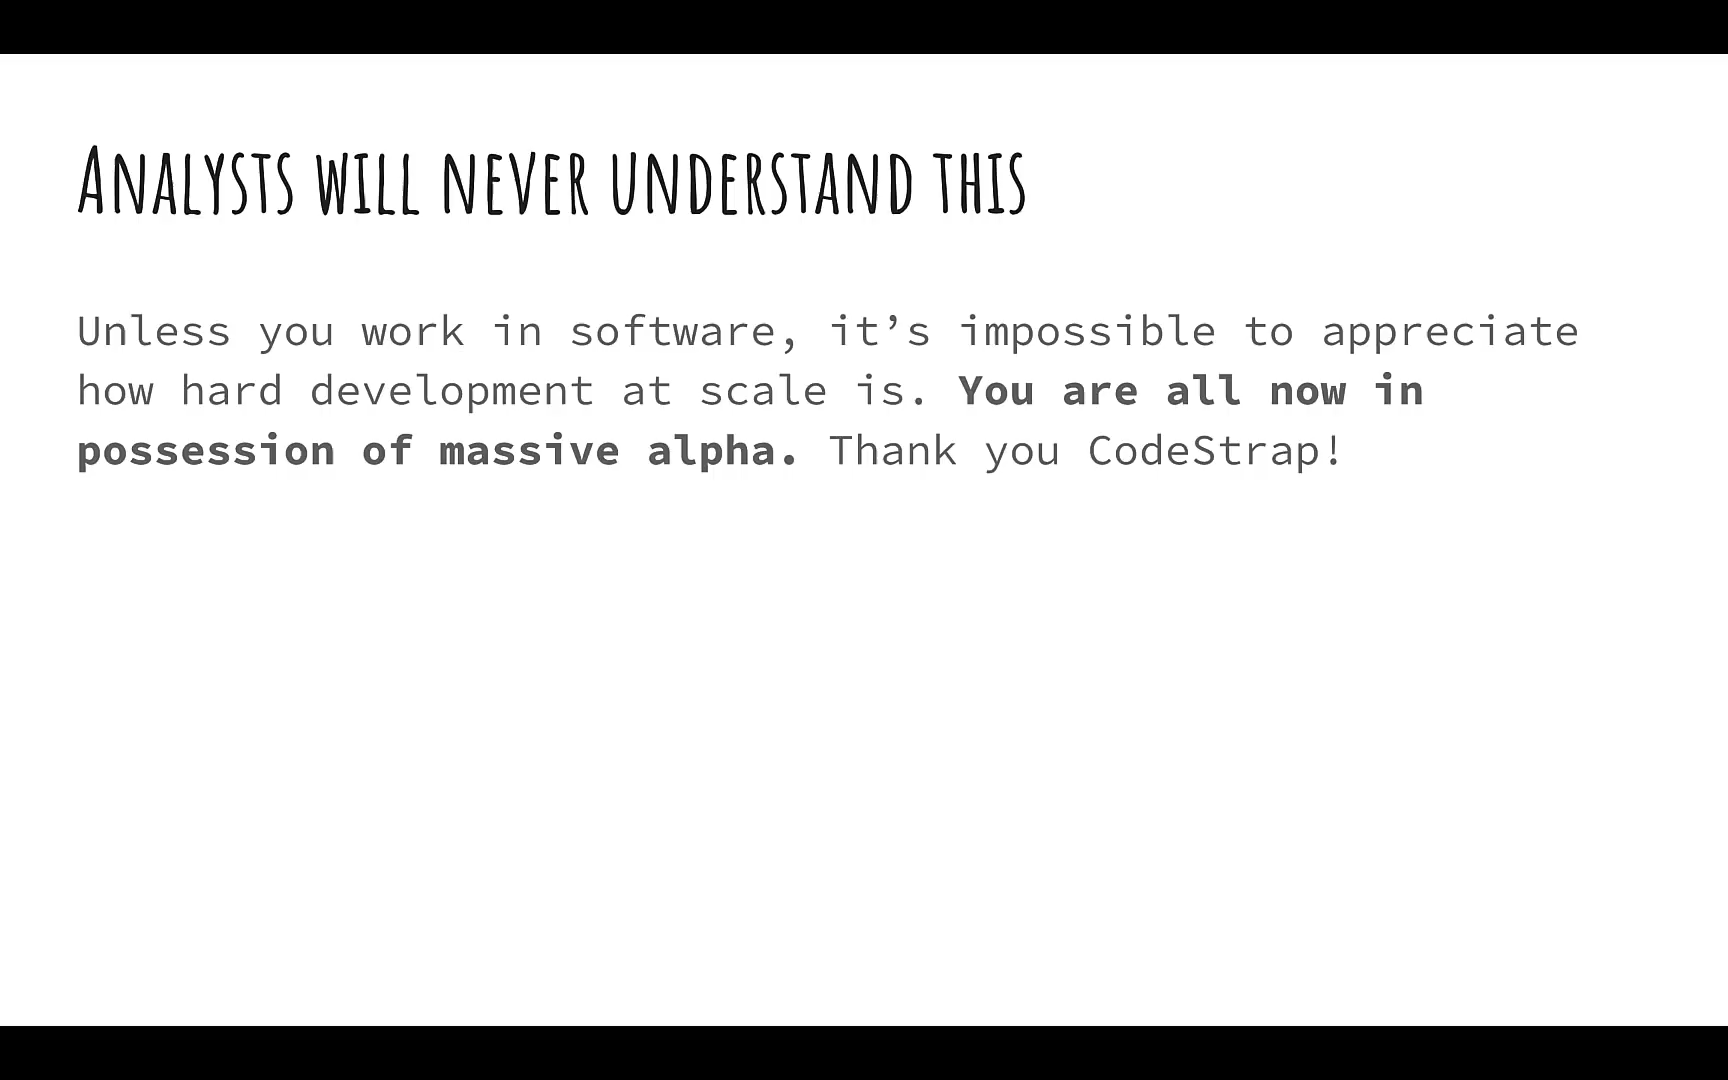 Analysts will never understand this
Unless you work in software, it’s impossible to appreciate
how hard development at scale is. You are all now in
possession of massive alpha. Thank you CodeStrap!